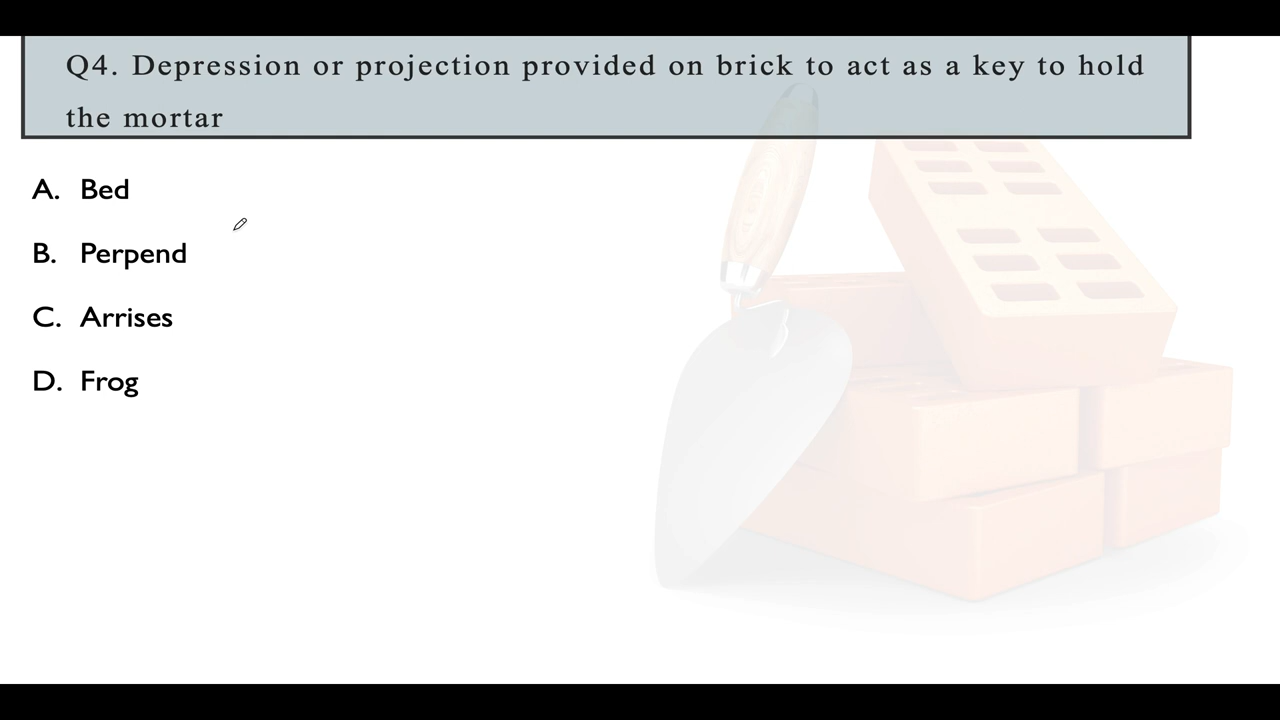 Q4. Depression or projection provided on brick to act as a key to hold
the mortar
A. Bed
B. Perpend
C. Arrises
D. Frog